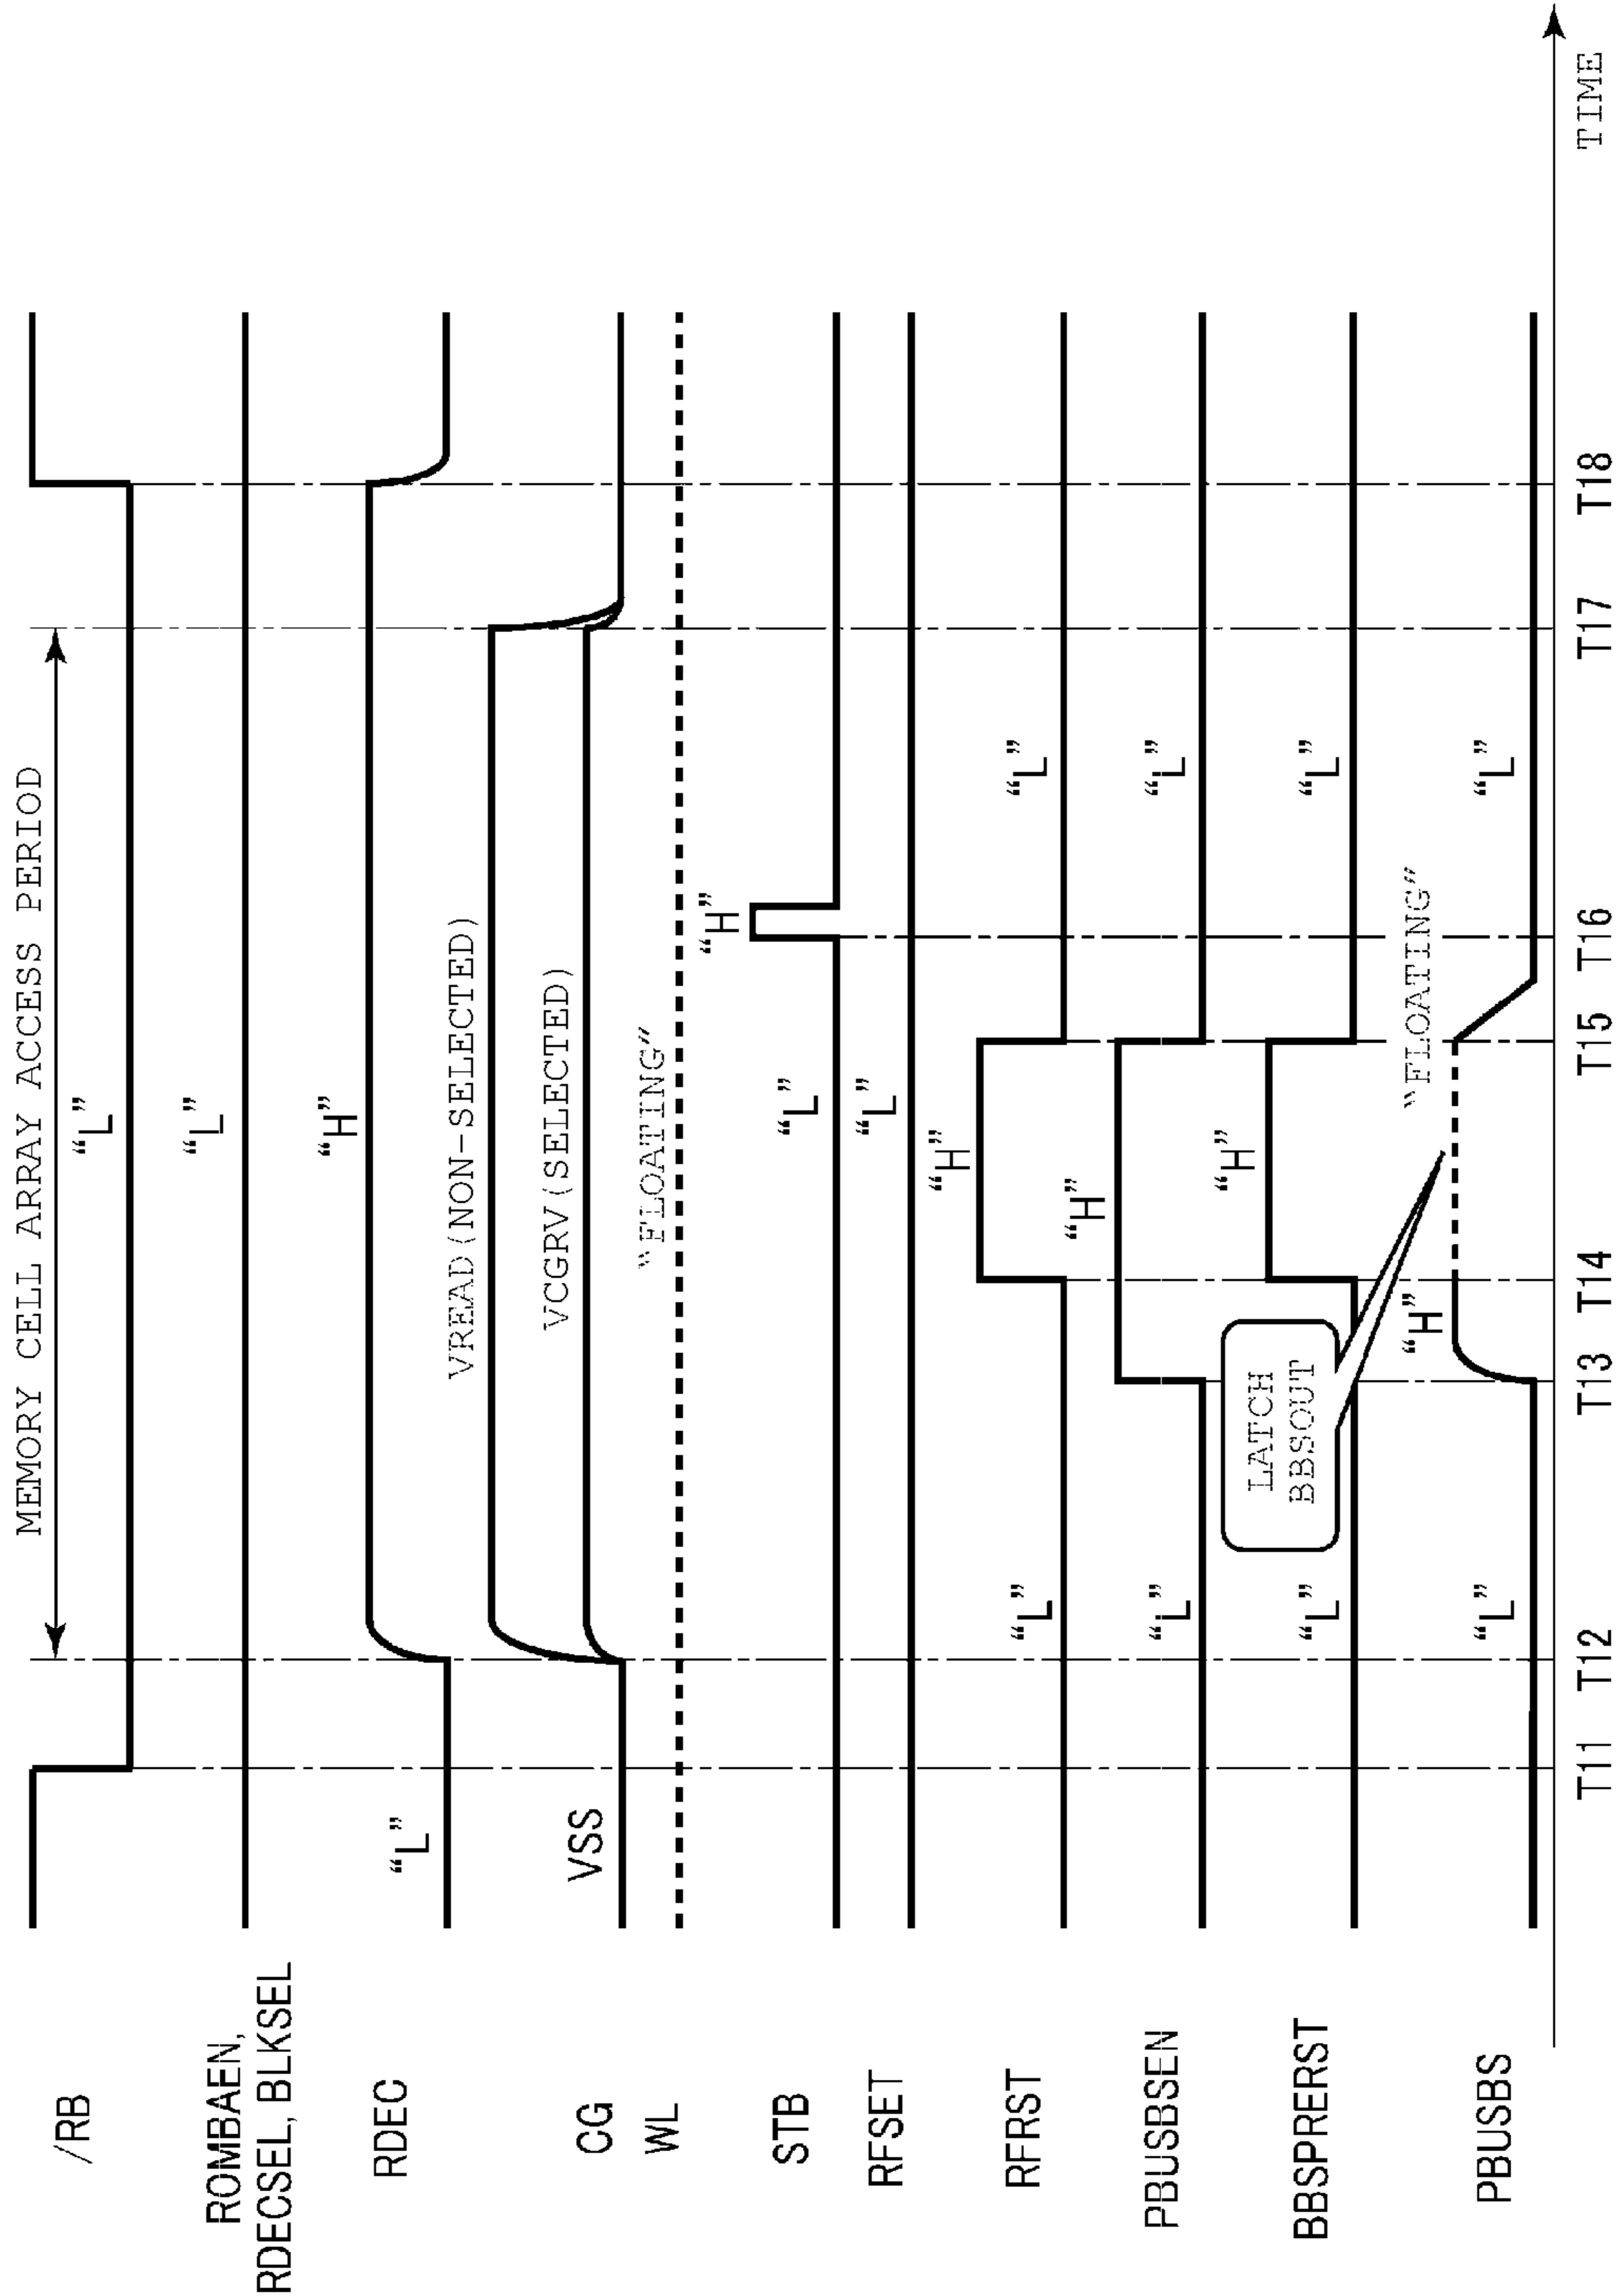 MEMORY CELL ARRAY ACCESS PERIOD
/RB
“L”
ROMBAEN,
RDECSEL, BLKSEL
“L”
RDEC
“L”
“H”
VREAD(NON-SELECTED)
CG
VSS
VCGRV(SELECTED)
WL
“FLOATING”
STB
“L”
“H”
RFSET
“L”
RFRST
“L”
“H”
“L”
PBUSBSEN
“L”
“H”
“L”
BBSPRERST
“L”
“H”
“L”
LATCH
BBSOUT
PBUSBS
“L”
“H”
“FLOATING”
“L”
T11 T12 T13 T14 T15 T16 T17 T18
TIME